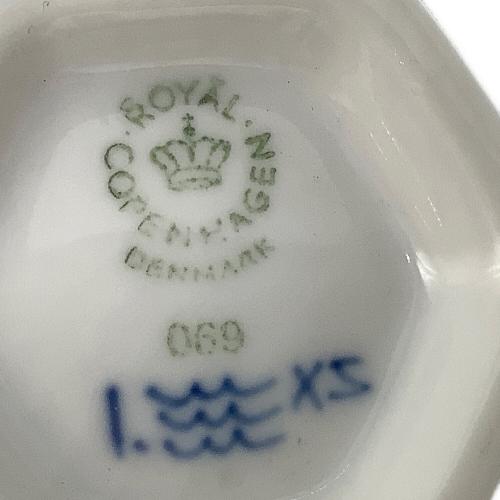 ROYAL
COPENHAGEN
DENMARK
069
1. XS